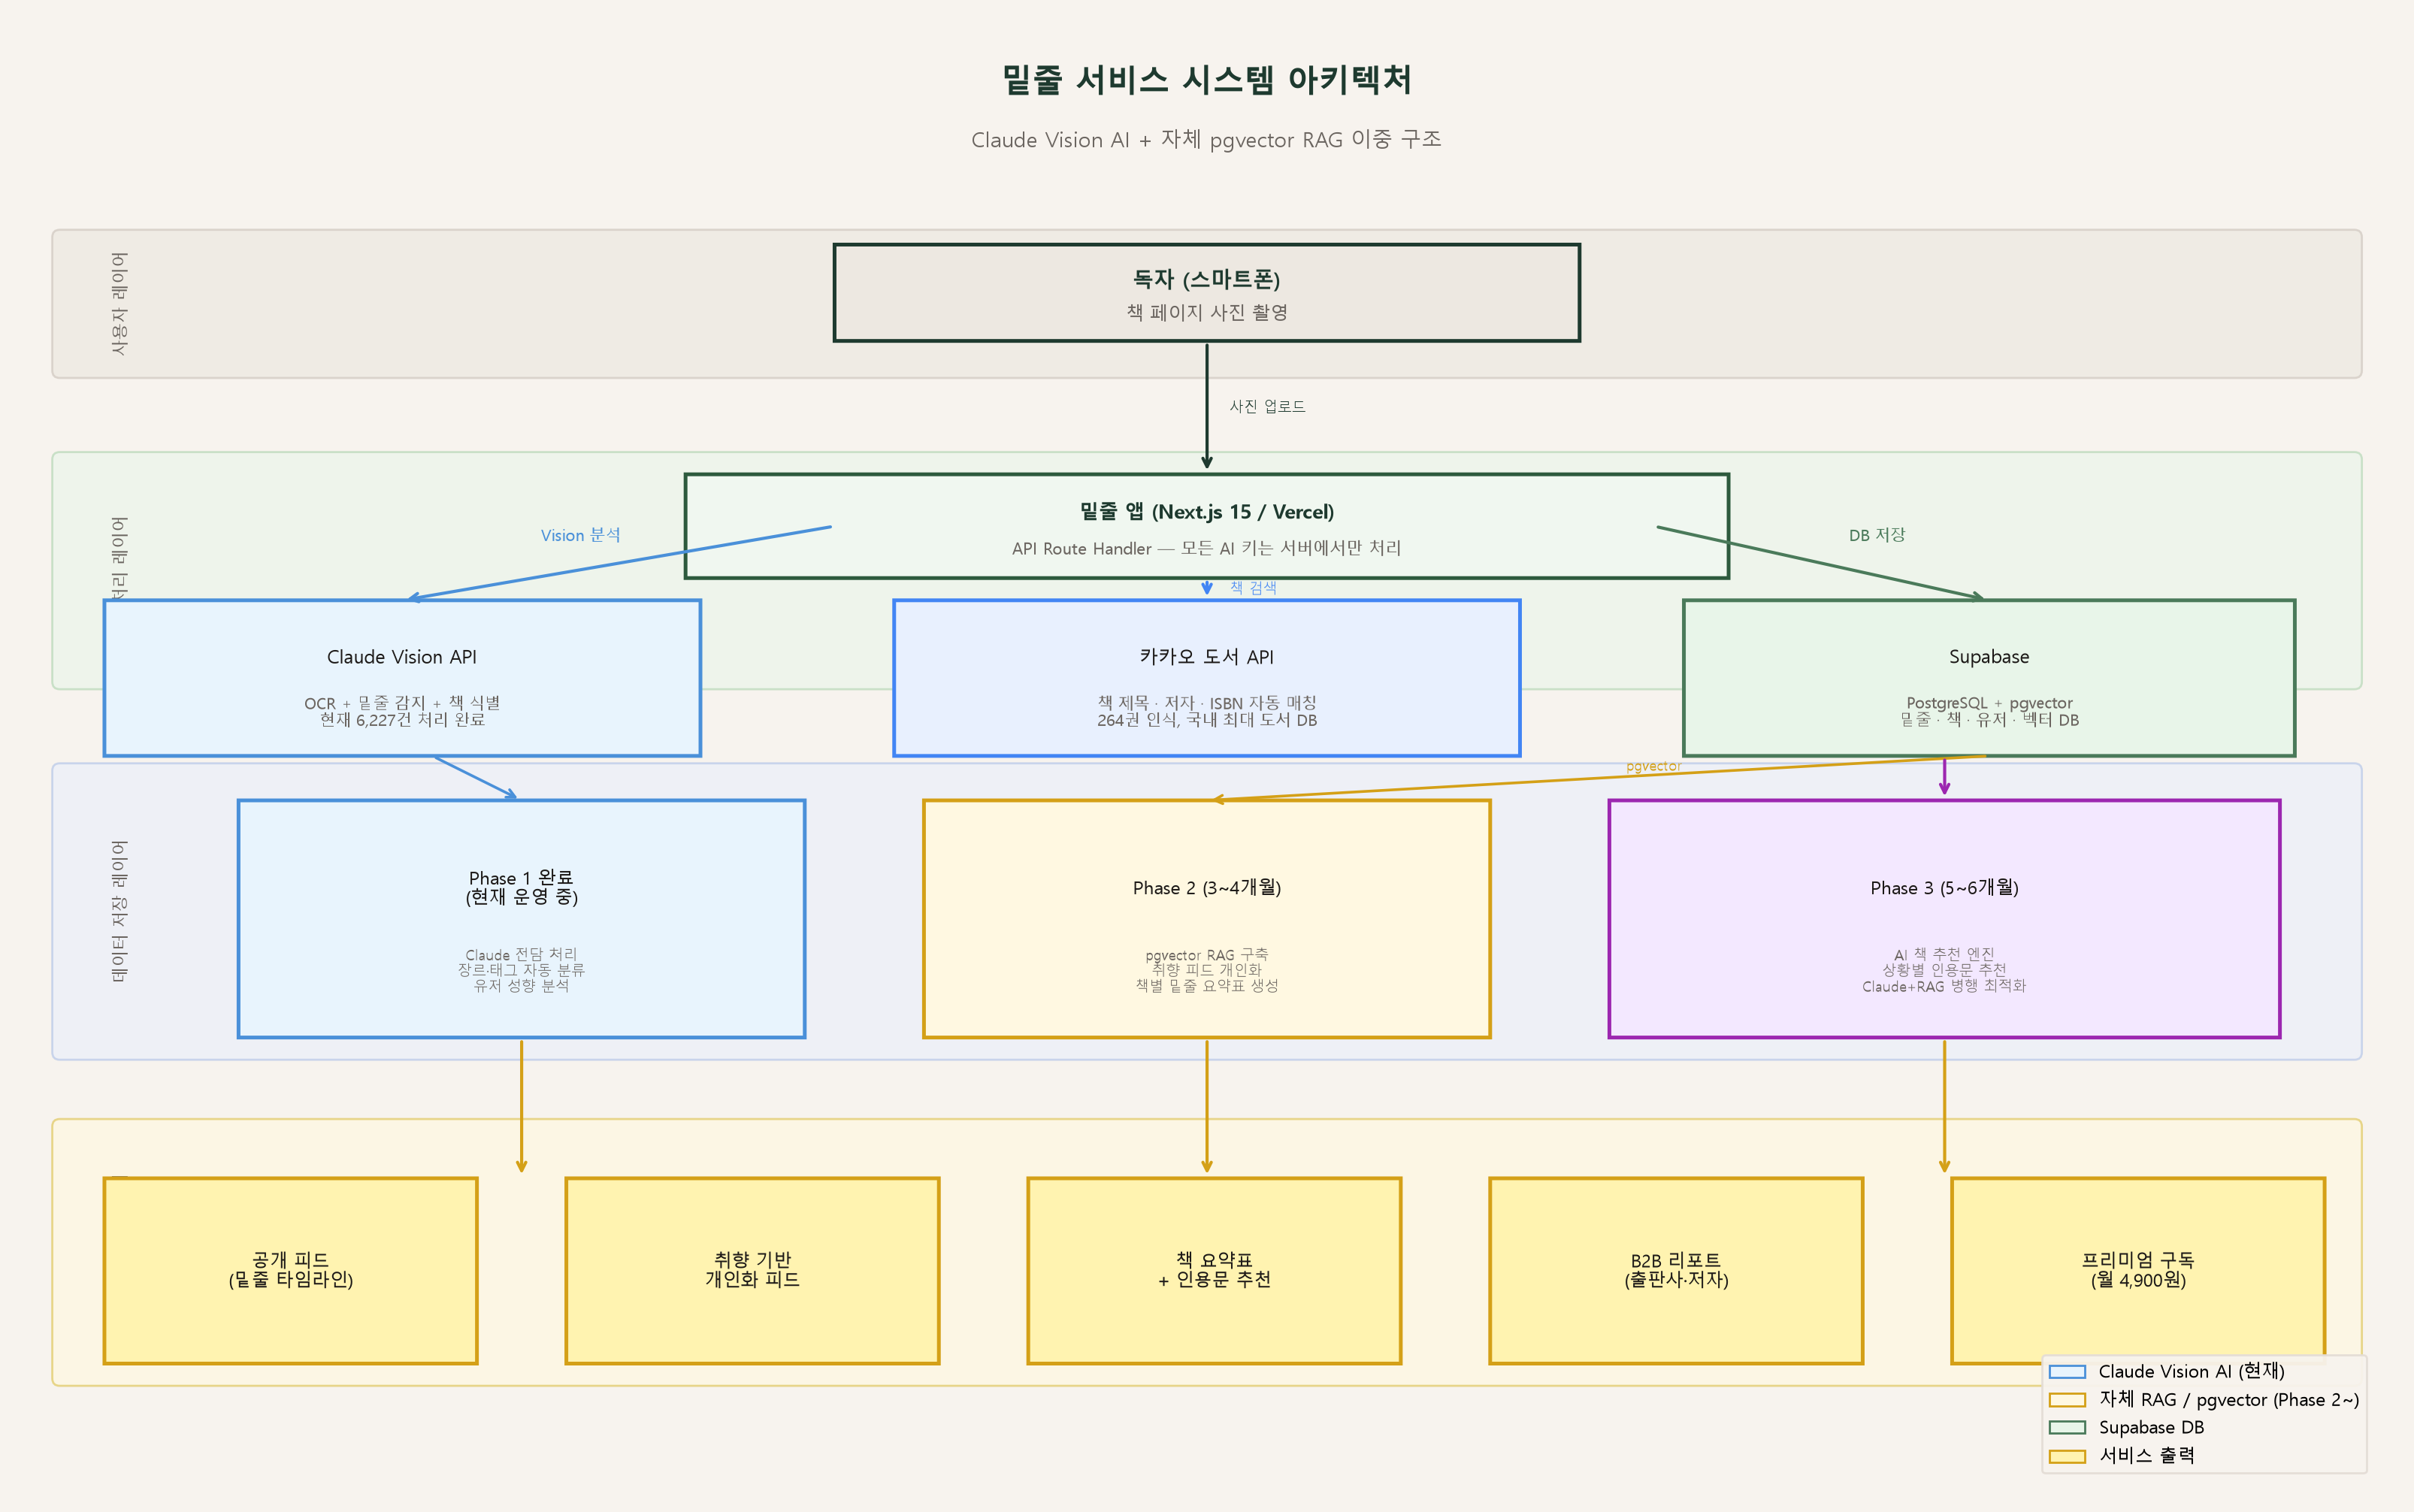 밑줄 서비스 시스템 아키텍처
Claude Vision AI + 자체 pgvector RAG 이중 구조
사용자 레이어
독자 (스마트폰)
책 페이지 사진 촬영
사진 업로드
처리 레이어
밑줄 앱 (Next.js 15 / Vercel)
API Route Handler — 모든 AI 키는 서버에서만 처리
Vision 분석
책 검색
DB 저장
Claude Vision API
OCR + 밑줄 감지 + 책 식별
현재 6,227건 처리 완료
카카오 도서 API
책 제목 · 저자 · ISBN 자동 매칭
264권 인식, 국내 최대 도서 DB
Supabase
PostgreSQL + pgvector
밑줄 · 책 · 유저 · 벡터 DB
pgvector
데이터 저장 레이어
Phase 1 완료
(현재 운영 중)
Claude 전담 처리
장르·태그 자동 분류
유저 성향 분석
Phase 2 (3~4개월)
pgvector RAG 구축
취향 피드 개인화
책별 밑줄 요약표 생성
Phase 3 (5~6개월)
AI 책 추천 엔진
상황별 인용문 추천
Claude+RAG 병행 최적화
공개 피드
(밑줄 타임라인)
취향 기반
개인화 피드
책 요약표
+ 인용문 추천
B2B 리포트
(출판사·저자)
프리미엄 구독
(월 4,900원)
Claude Vision AI (현재)
자체 RAG / pgvector (Phase 2~)
Supabase DB
서비스 출력